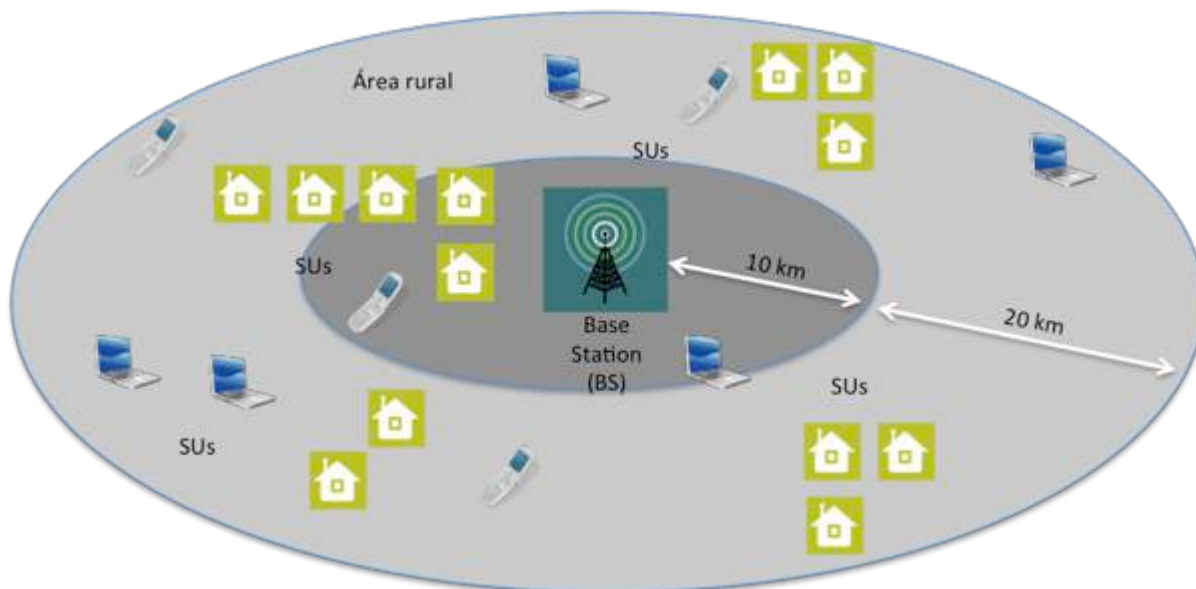 Área rural
SUs
SUs
10 km
20 km
Base
Station
(BS)
SUs
SUs